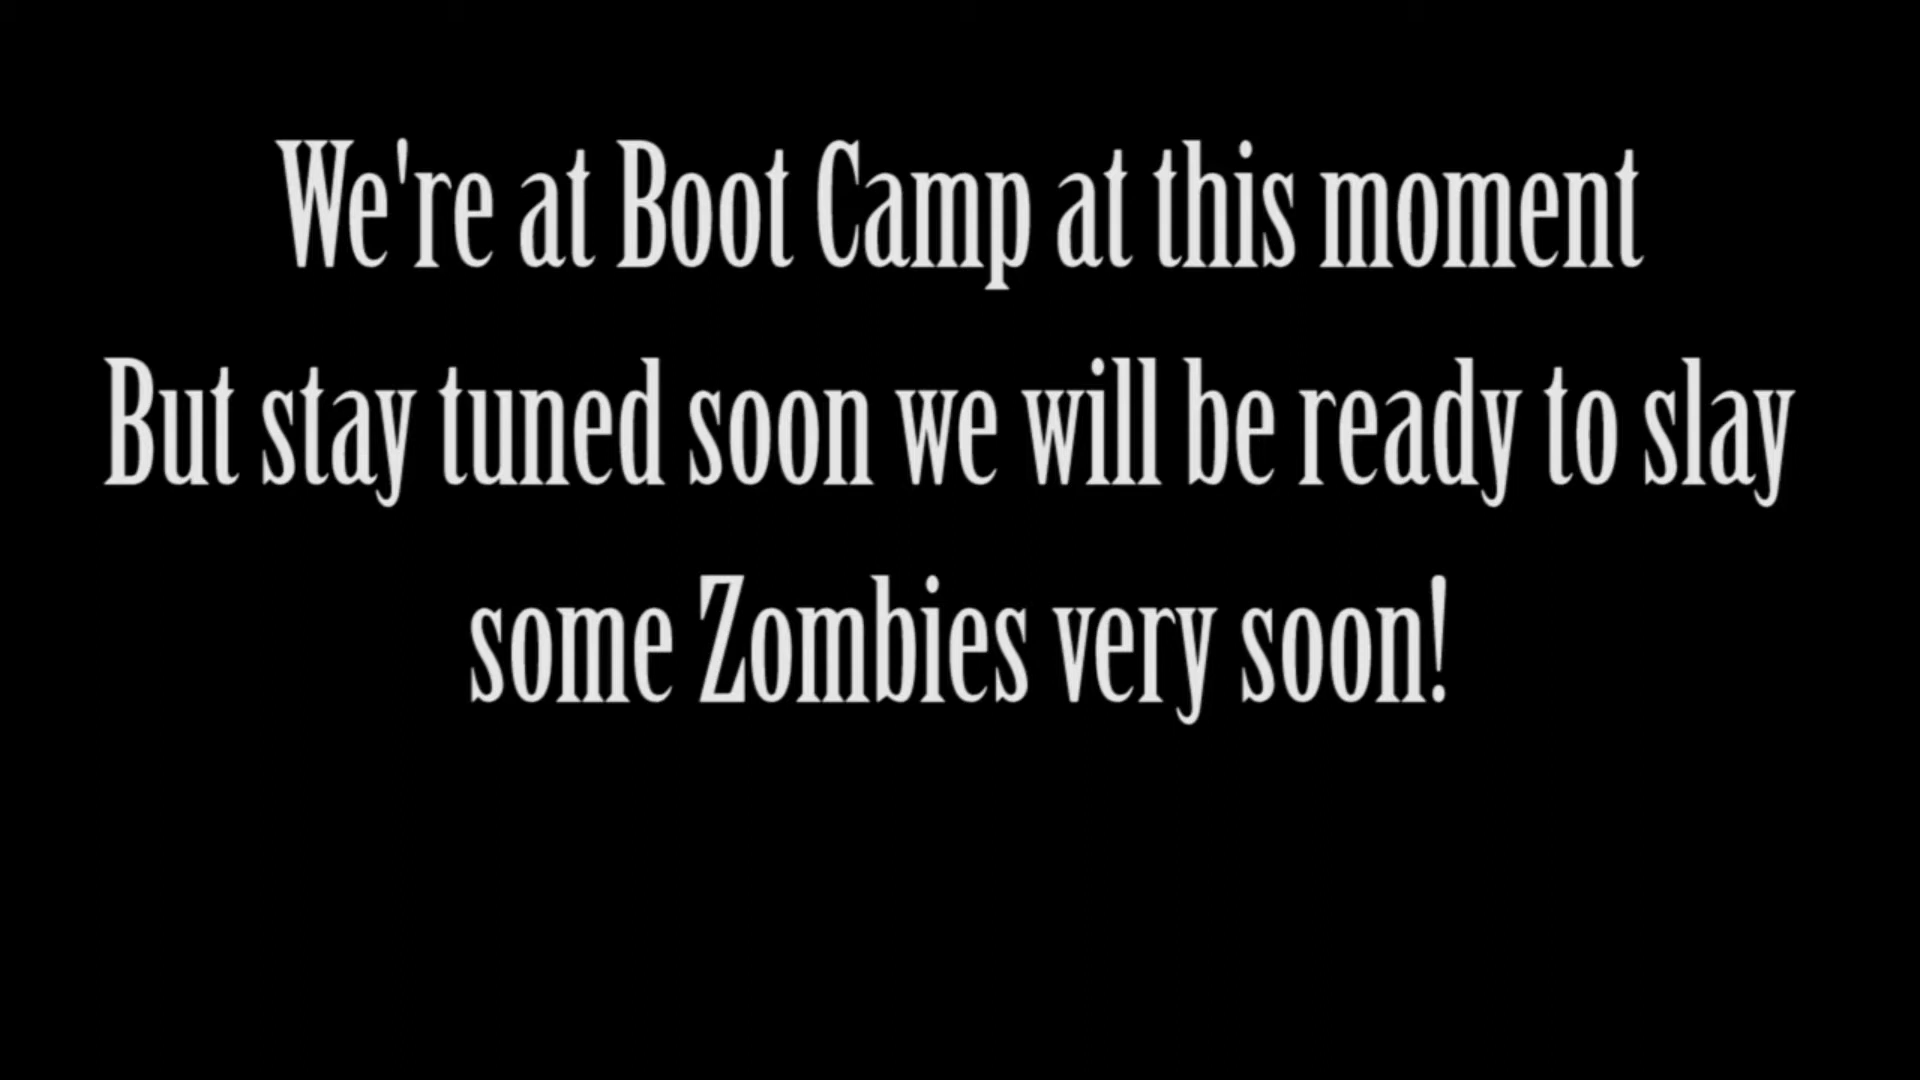 We're at Boot Camp at this moment
But stay tuned soon we will be ready to slay
some Zombies very soon!